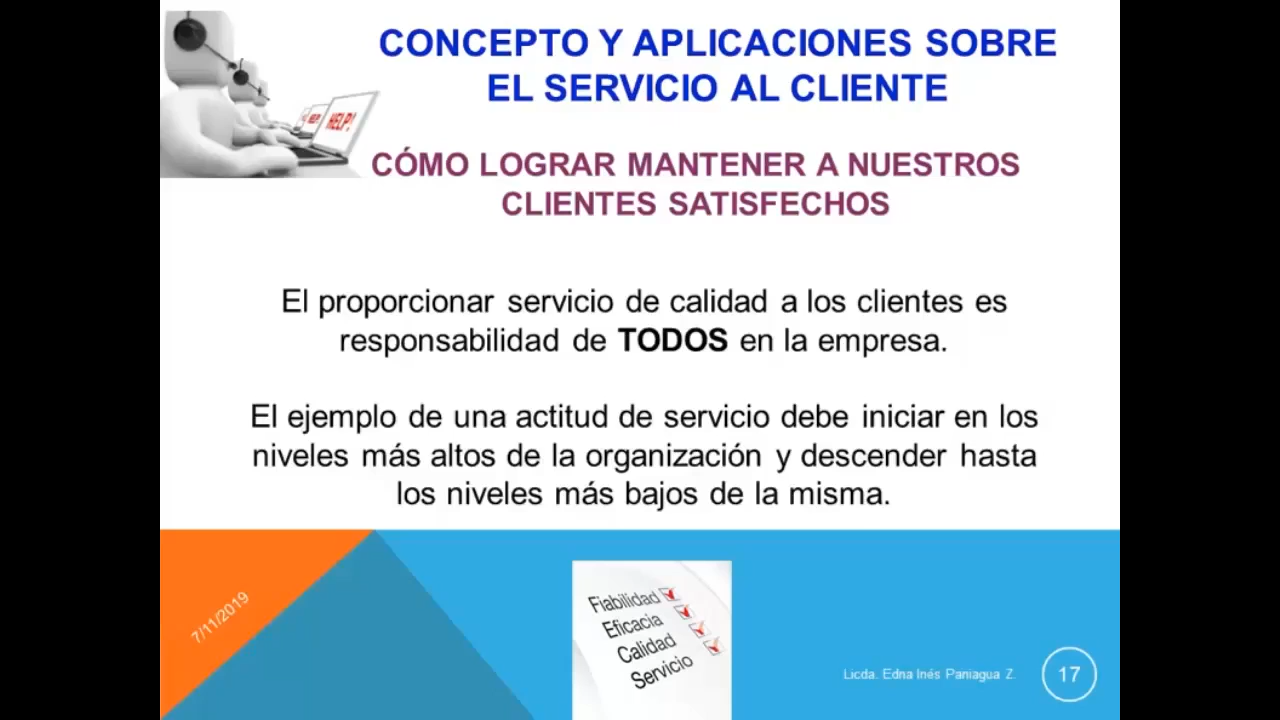 CONCEPTO Y APLICACIONES SOBRE
EL SERVICIO AL CLIENTE
HELP!
HELP!
CÓMO LOGRAR MANTENER A NUESTROS
CLIENTES SATISFECHOS
El proporcionar servicio de calidad a los clientes es
responsabilidad de TODOS en la empresa.
El ejemplo de una actitud de servicio debe iniciar en los
niveles más altos de la organización y descender hasta
los niveles más bajos de la misma.
7/11/2019
Fiabilidad
Eficacia
Calidad
Servicio
Licda. Edna Inés Paniagua Z.
17